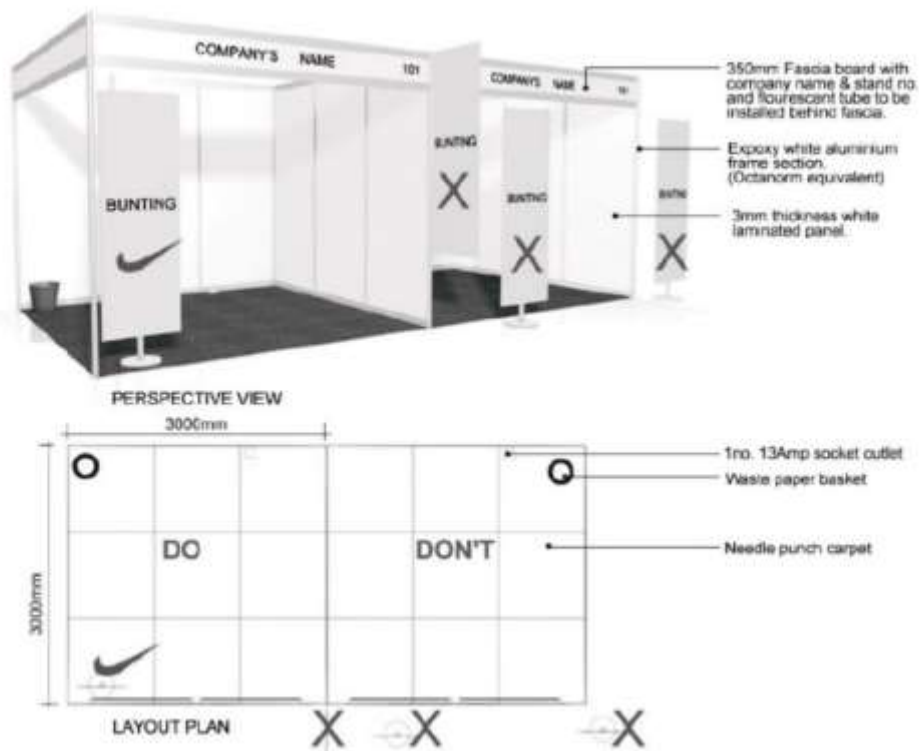 COMPANY'S NAME 101
COMPANY'S NAME 101
BUNTING
BUNTING
BUNTING
BUNTING
350mm Fascia board with
company name & stand no.
and flourescent tube to be
installed behind fascia.
Expoxy white aluminium
frame section.
(Octanorm equivalent)
3mm thickness white
laminated panel.
PERSPECTIVE VIEW
3000mm
3000mm
DO
DON'T
1no. 13Amp socket outlet
Waste paper basket
Needle punch carpet
LAYOUT PLAN